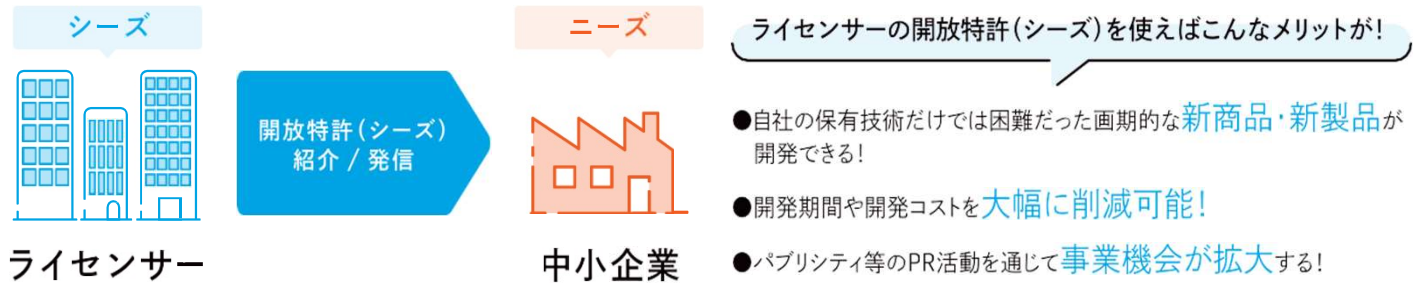 シーズ
ライセンサー
開放特許(シーズ)
紹介 / 発信
ニーズ
中小企業
ライセンサーの開放特許(シーズ)を使えばこんなメリットが!
●自社の保有技術だけでは困難だった画期的な新商品・新製品が
開発できる!
●開発期間や開発コストを大幅に削減可能!
●パブリシティ等のPR活動を通じて事業機会が拡大する!